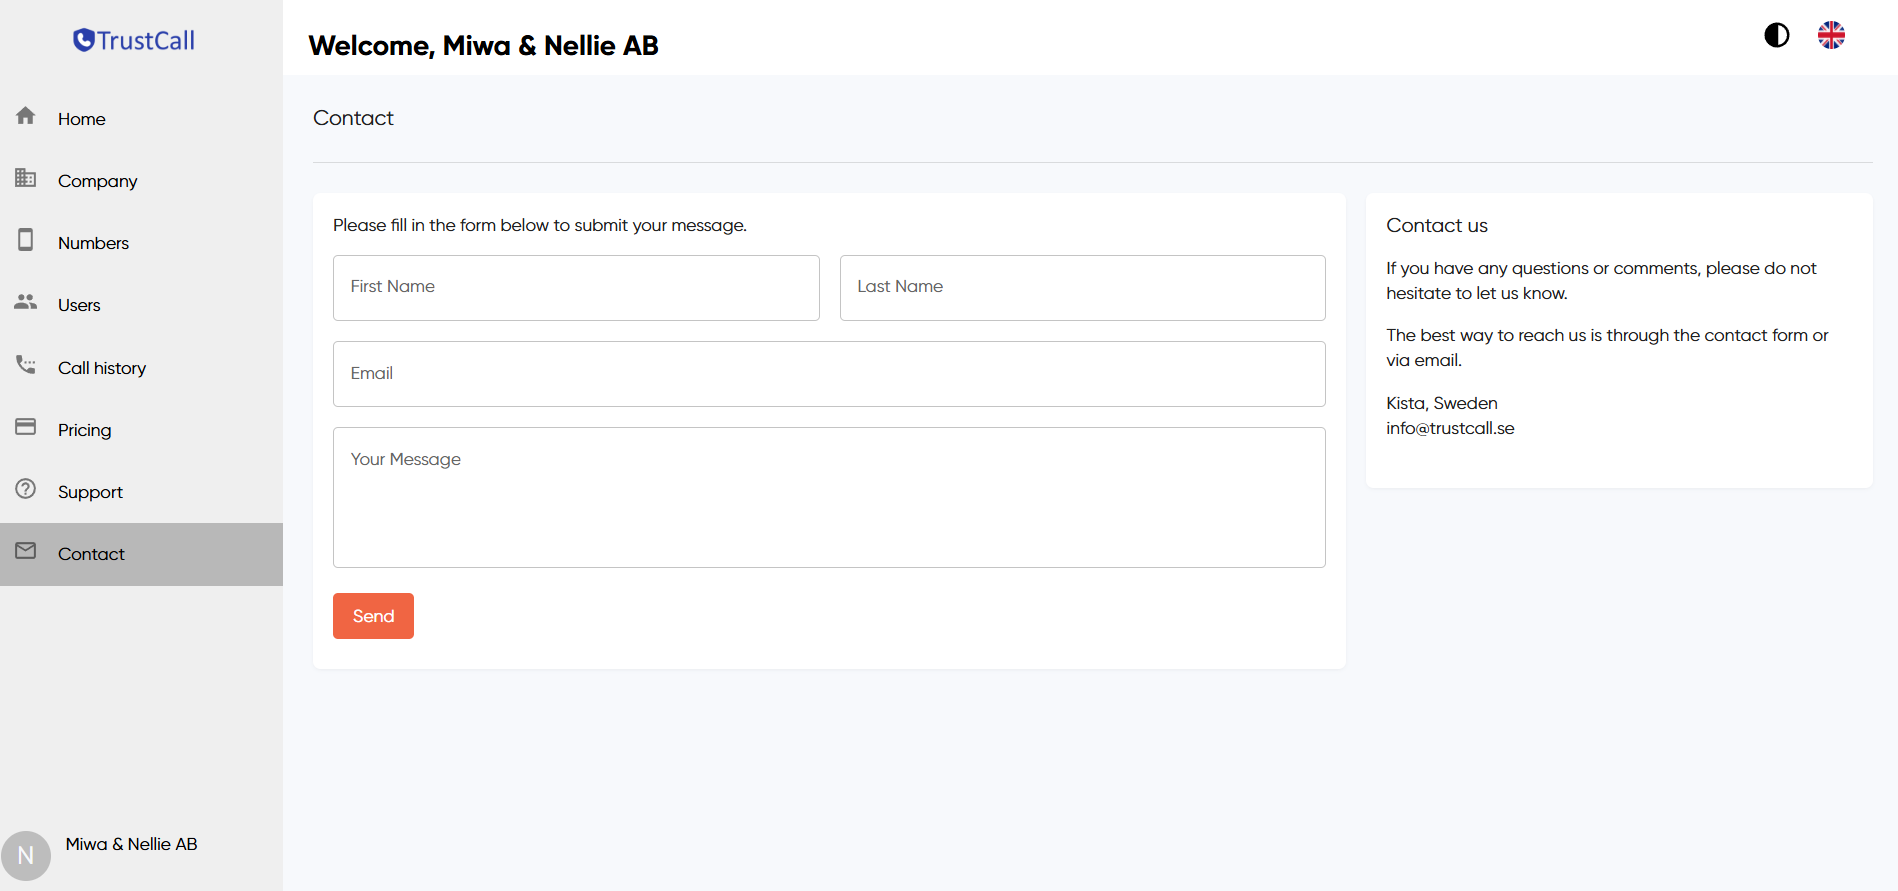 TrustCall
Welcome, Miwa & Nellie AB
Home
Company
Numbers
Users
Call history
Pricing
Support
Contact
Miwa & Nellie AB
N
Contact
Please fill in the form below to submit your message.
First Name
Last Name
Email
Your Message
Send
Contact us
If you have any questions or comments, please do not
hesitate to let us know.
The best way to reach us is through the contact form or
via email.
Kista, Sweden
info@trustcall.se